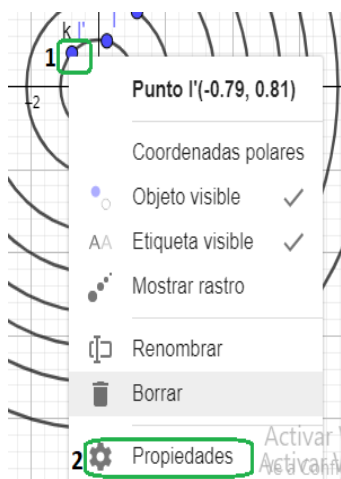 k l' l
1
-2
Punto l'(-0.79, 0.81)
Coordenadas polares
Objeto visible
AA Etiqueta visible
Mostrar rastro
Renombrar
Borrar
2 Propiedades
Activar